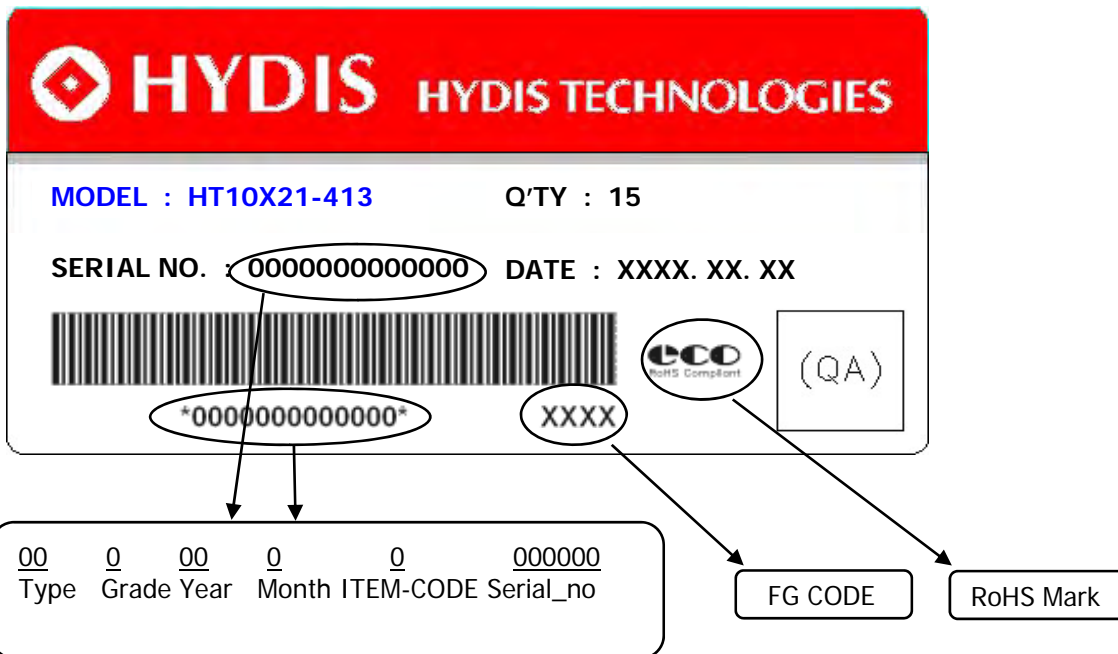 HYDIS HYDIS TECHNOLOGIES
MODEL : HT10X21-413 Q'TY : 15
SERIAL NO. : 0000000000000 DATE : XXXX. XX. XX
eco
RoHS Compliant
(QA)
*0000000000000* XXXX
00 0 00 0 0 000000
Type Grade Year Month ITEM-CODE Serial_no
FG CODE
RoHS Mark